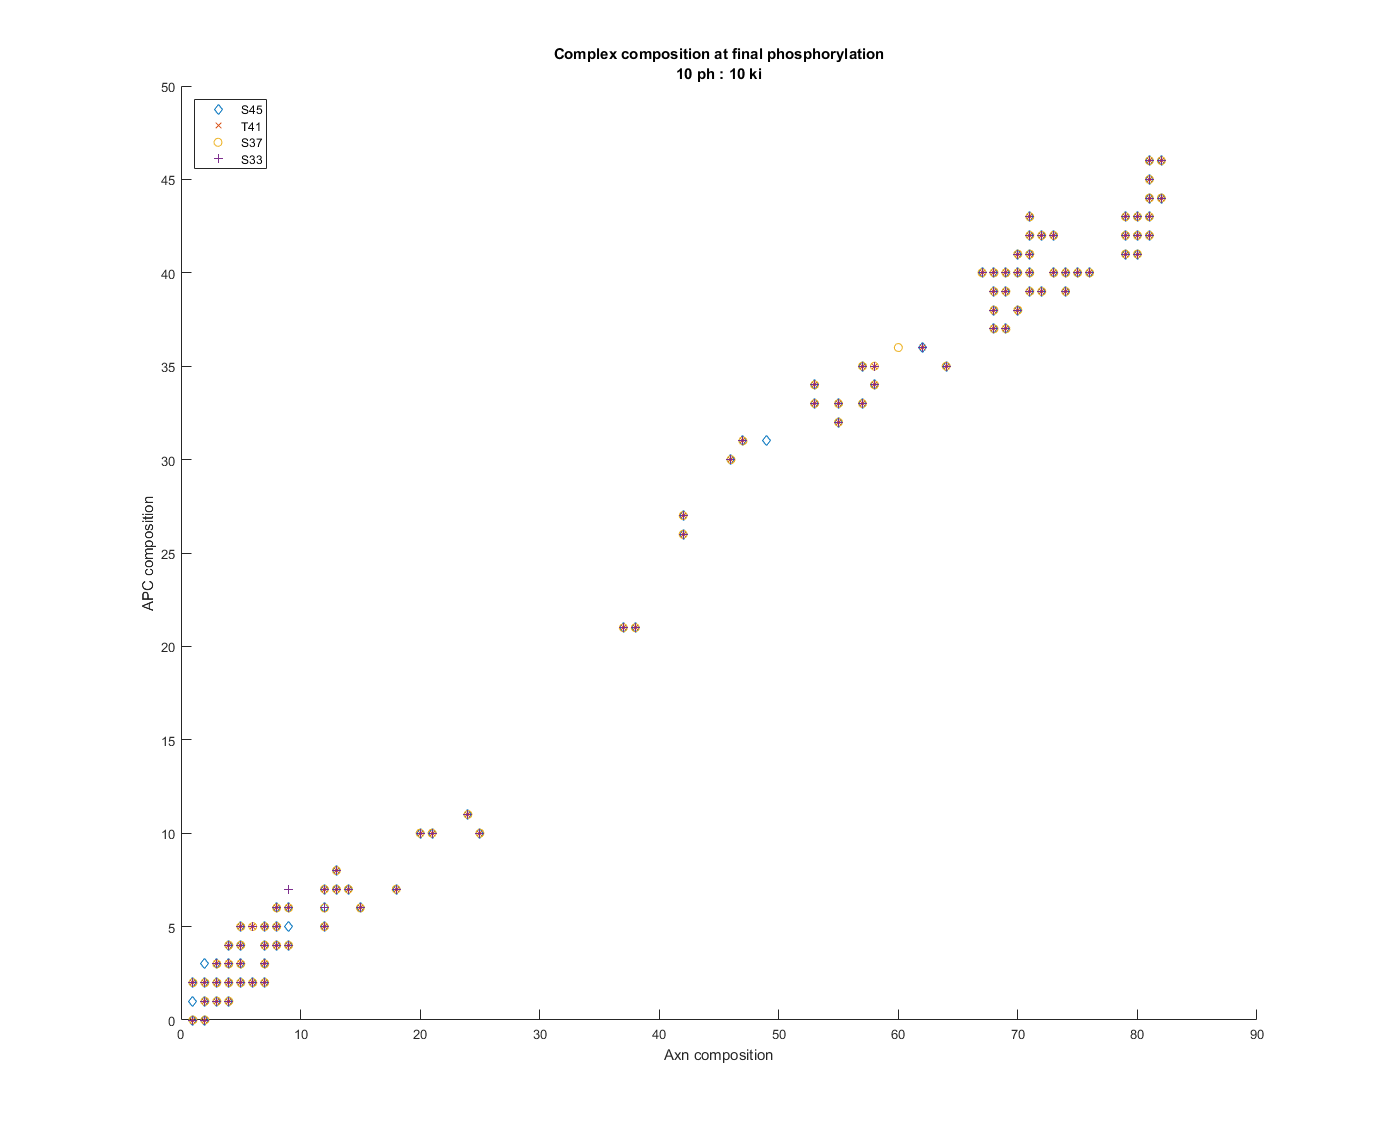 Complex composition at final phosphorylation
10 ph : 10 ki
50
S45
T41
S37
S33
45
40
35
30
25
20
15
10
5
0
APC composition
0 10 20 30 40 50 60 70 80 90
Axn composition